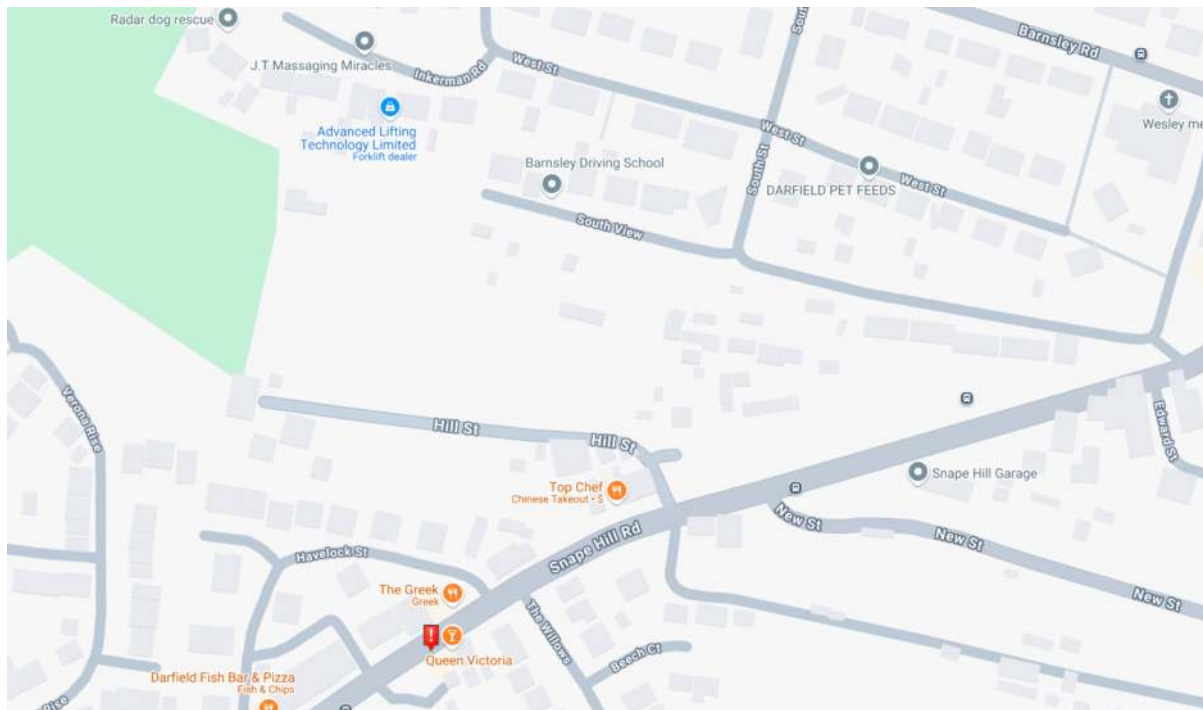 Radar dog rescue
J.T Massaging Miracles
Inkerman Rd
West St
South
Barnsley Rd
Wesley me
Advanced Lifting
Technology Limited
Forklift dealer
Barnsley Driving School
West St
South St
DARFIELD PET FEEDS
West St
South View
Verona Rise
Hill St
Hill St
Edward St
Top Chef
Chinese Takeout • $
Snape Hill Garage
Snape Hill Rd
New St
New St
New St
Havelock St
The Greek
Greek
The Willows
Queen Victoria
Beech Ct
Darfield Fish Bar & Pizza
Fish & Chips
Rise